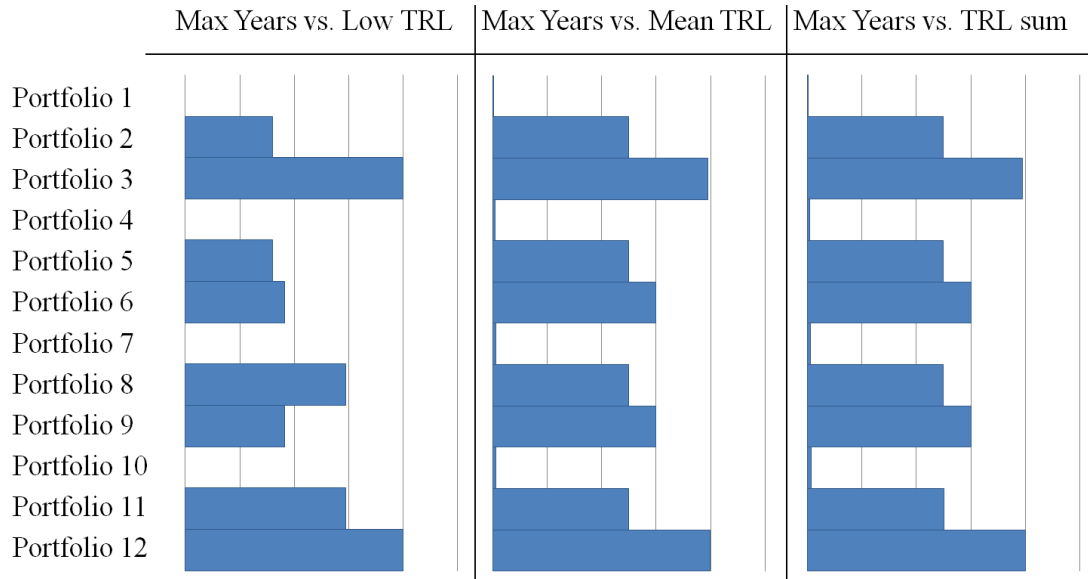 Max Years vs. Low TRL
Max Years vs. Mean TRL
Max Years vs. TRL sum
Portfolio 1
Portfolio 2
Portfolio 3
Portfolio 4
Portfolio 5
Portfolio 6
Portfolio 7
Portfolio 8
Portfolio 9
Portfolio 10
Portfolio 11
Portfolio 12